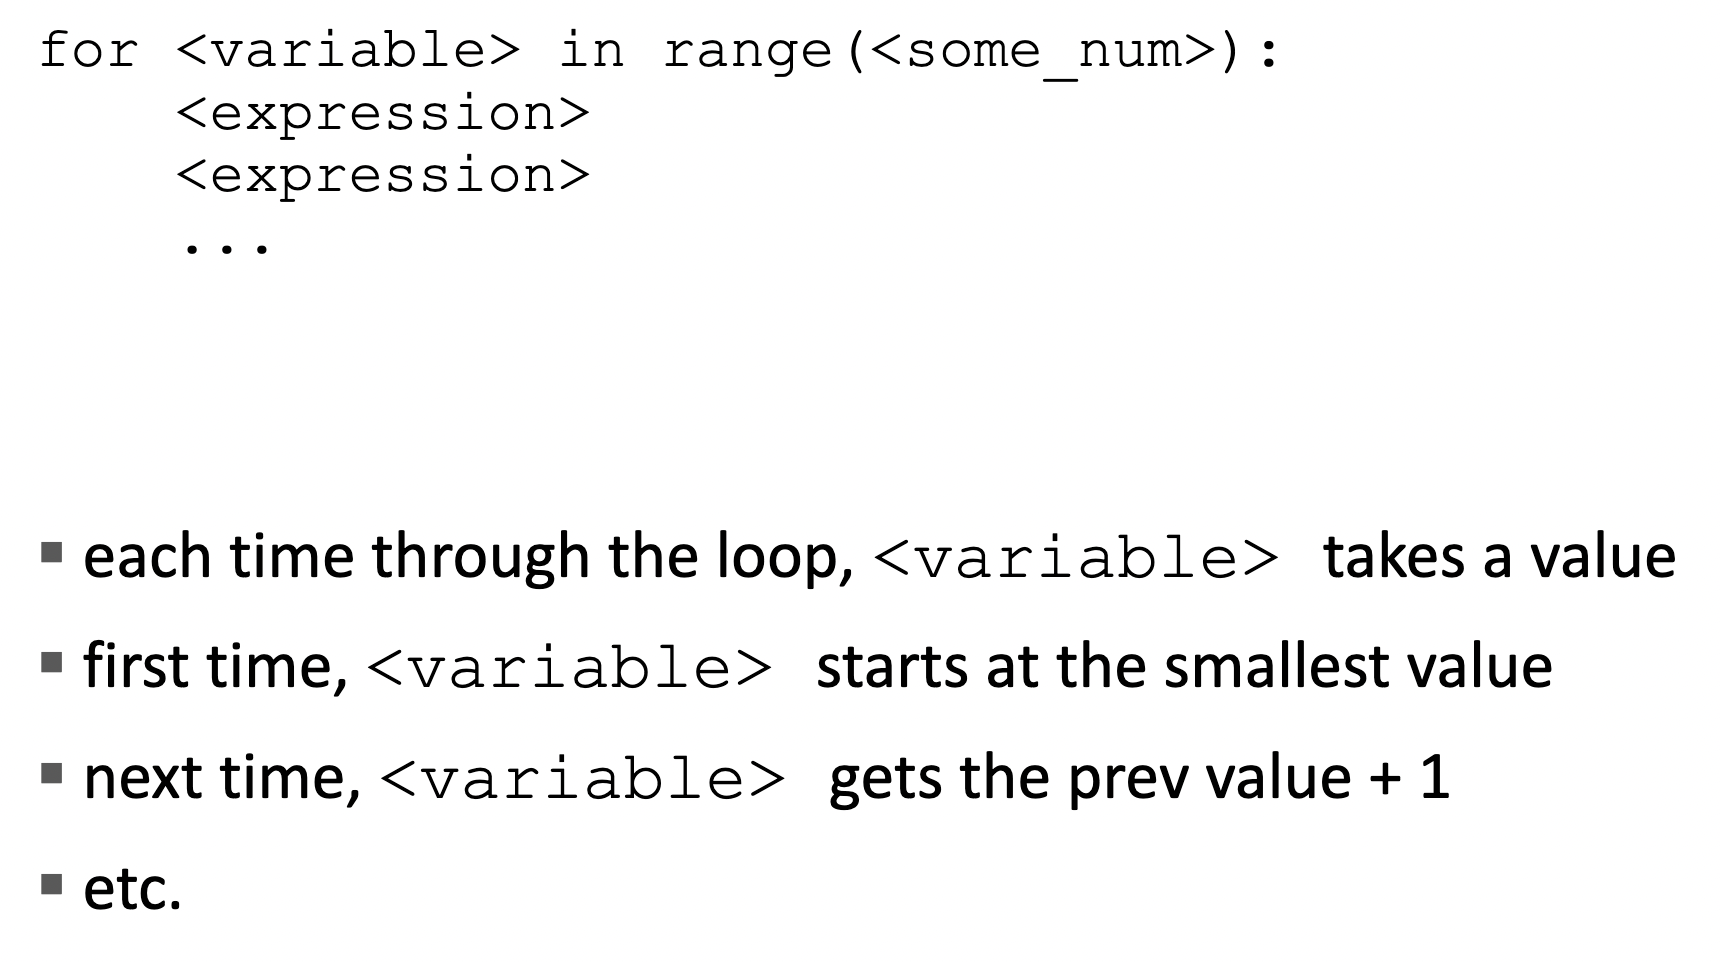 for <variable> in range(<some_num>):
    <expression>
    <expression>
    ...
▪ each time through the loop, <variable> takes a value
▪ first time, <variable> starts at the smallest value
▪ next time, <variable> gets the prev value + 1
▪ etc.